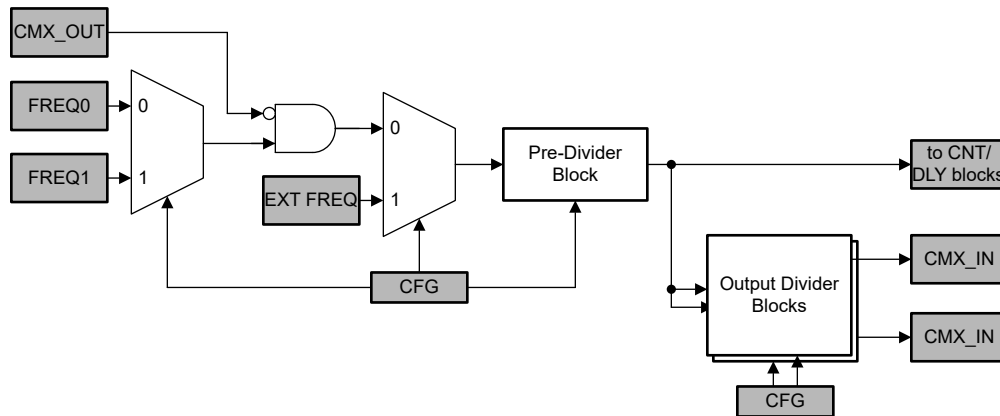 CMX_OUT
FREQ0
0
FREQ1
1
0
EXT FREQ
1
Pre-Divider
Block
to CNT/
DLY blocks
CFG
Output Divider
Blocks
CMX_IN
CMX_IN
CFG